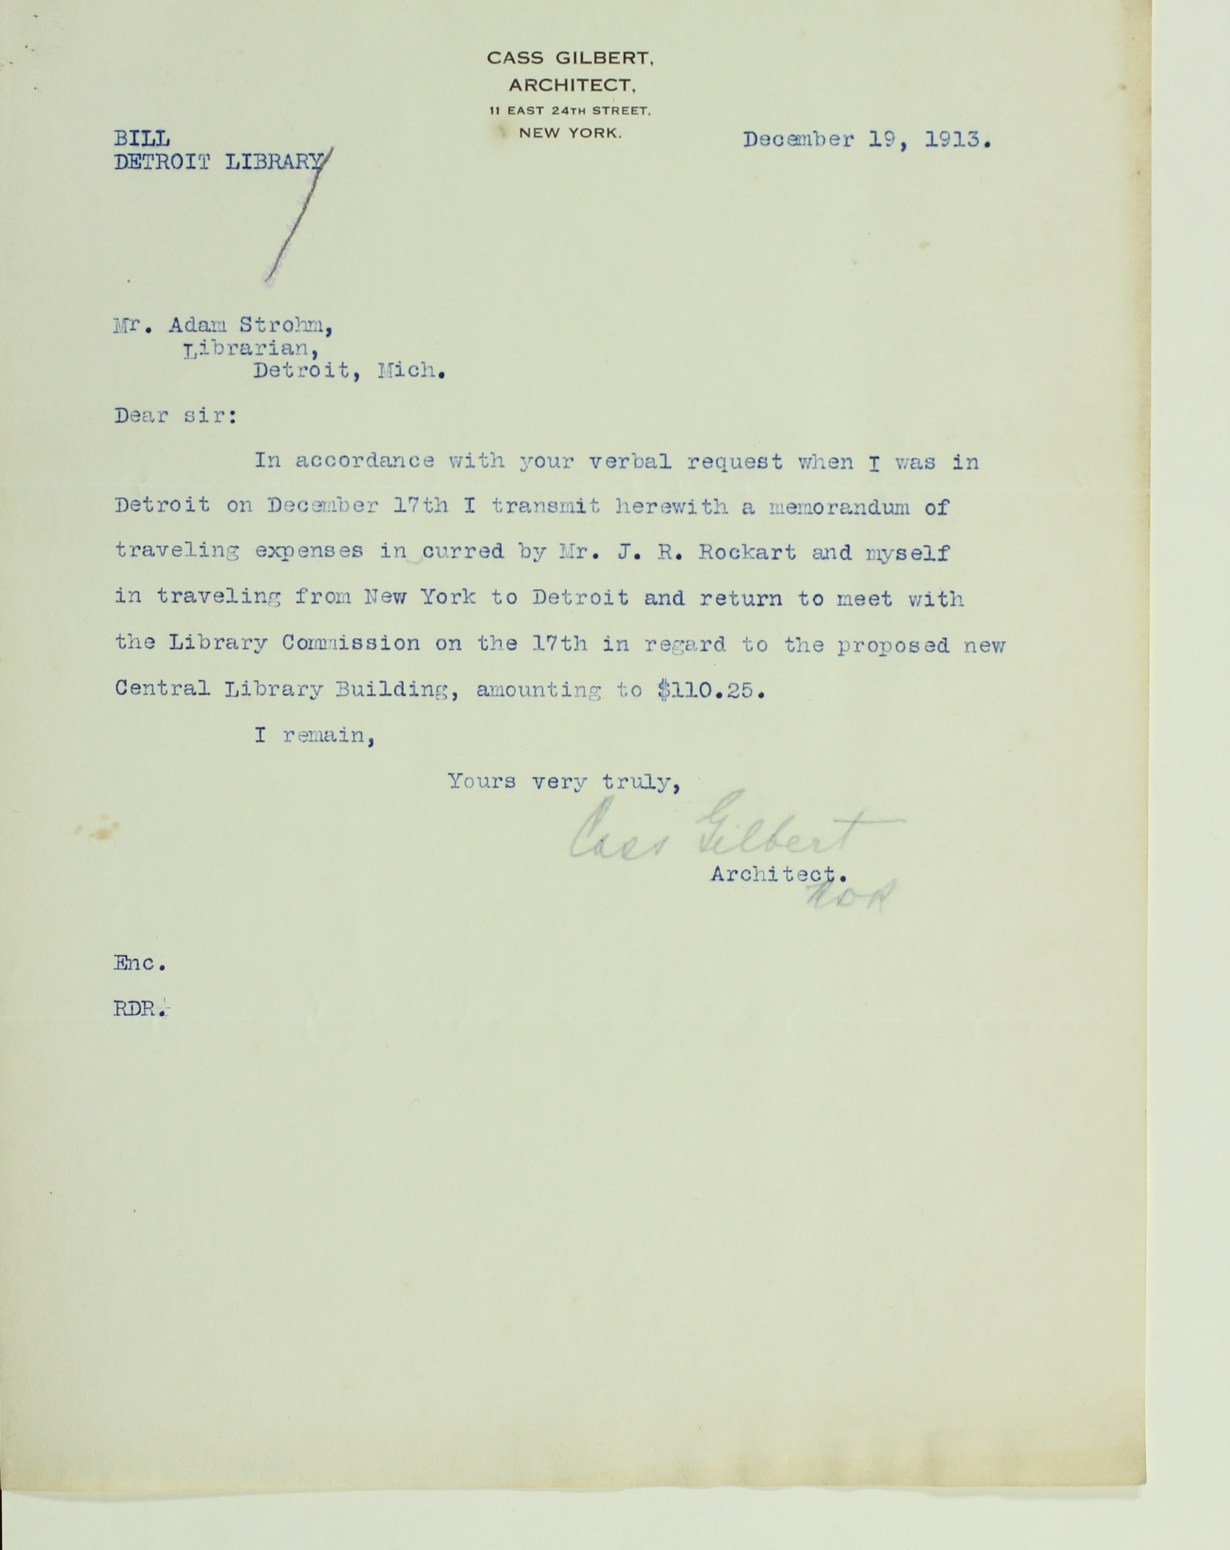 CASS GILBERT,
ARCHITECT,
11 EAST 24TH STREET,
NEW YORK.
BILL
DETROIT LIBRARY
December 19, 1913.
Mr. Adam Strohm,
Librarian,
Detroit, Mich.
Dear sir:
In accordance with your verbal request when I was in
Detroit on December 17th I transmit herewith a memorandum of
traveling expenses in curred by Mr. J. R. Rockart and myself
in traveling from New York to Detroit and return to meet with
the Library Commission on the 17th in regard to the proposed new
Central Library Building, amounting to $110.25.
I remain,
Yours very truly,
Cass Gilbert
Architect.
Enc.
RDR.